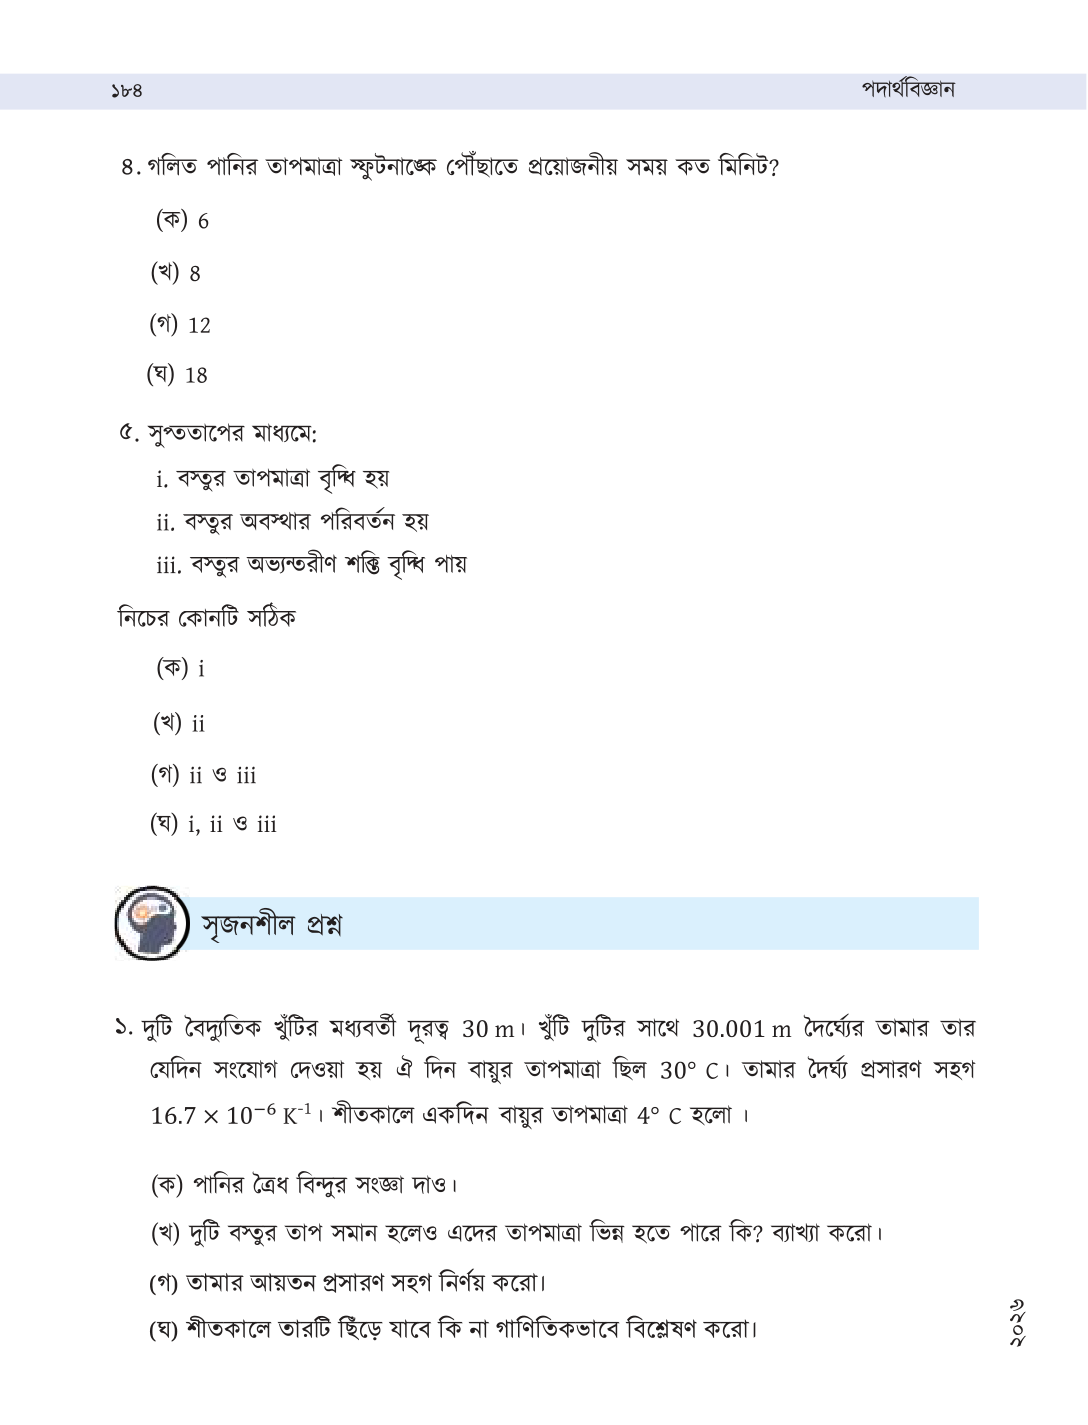 ১৮৪ পদার্থবিজ্ঞান
৪. গলিত পানির তাপমাত্রা স্ফুটনাঙ্কে পৌঁছাতে প্রয়োজনীয় সময় কত মিনিট?
(ক) 6
(খ) 8
(গ) 12
(ঘ) 18
৫. সুপ্ততাপের মাধ্যমে:
i. বস্তুর তাপমাত্রা বৃদ্ধি হয়
ii. বস্তুর অবস্থার পরিবর্তন হয়
iii. বস্তুর অভ্যন্তরীণ শক্তি বৃদ্ধি পায়
নিচের কোনটি সঠিক
(ক) i
(খ) ii
(গ) ii ও iii
(ঘ) i, ii ও iii
সৃজনশীল প্রশ্ন
১. দুটি বৈদ্যুতিক খুঁটির মধ্যবর্তী দূরত্ব 30 m। খুঁটি দুটির সাথে 30.001 m দৈর্ঘ্যের তামার তার
যেদিন সংযোগ দেওয়া হয় ঐ দিন বায়ুর তাপমাত্রা ছিল 30° C। তামার দৈর্ঘ্য প্রসারণ সহগ
16.7 × 10⁻⁶ K⁻¹। শীতকালে একদিন বায়ুর তাপমাত্রা 4° C হলো ।
(ক) পানির ত্রৈধ বিন্দুর সংজ্ঞা দাও।
(খ) দুটি বস্তুর তাপ সমান হলেও এদের তাপমাত্রা ভিন্ন হতে পারে কি? ব্যাখ্যা করো।
(গ) তামার আয়তন প্রসারণ সহগ নির্ণয় করো।
(ঘ) শীতকালে তারটি ছিঁড়ে যাবে কি না গাণিতিকভাবে বিশ্লেষণ করো।
২০২৬